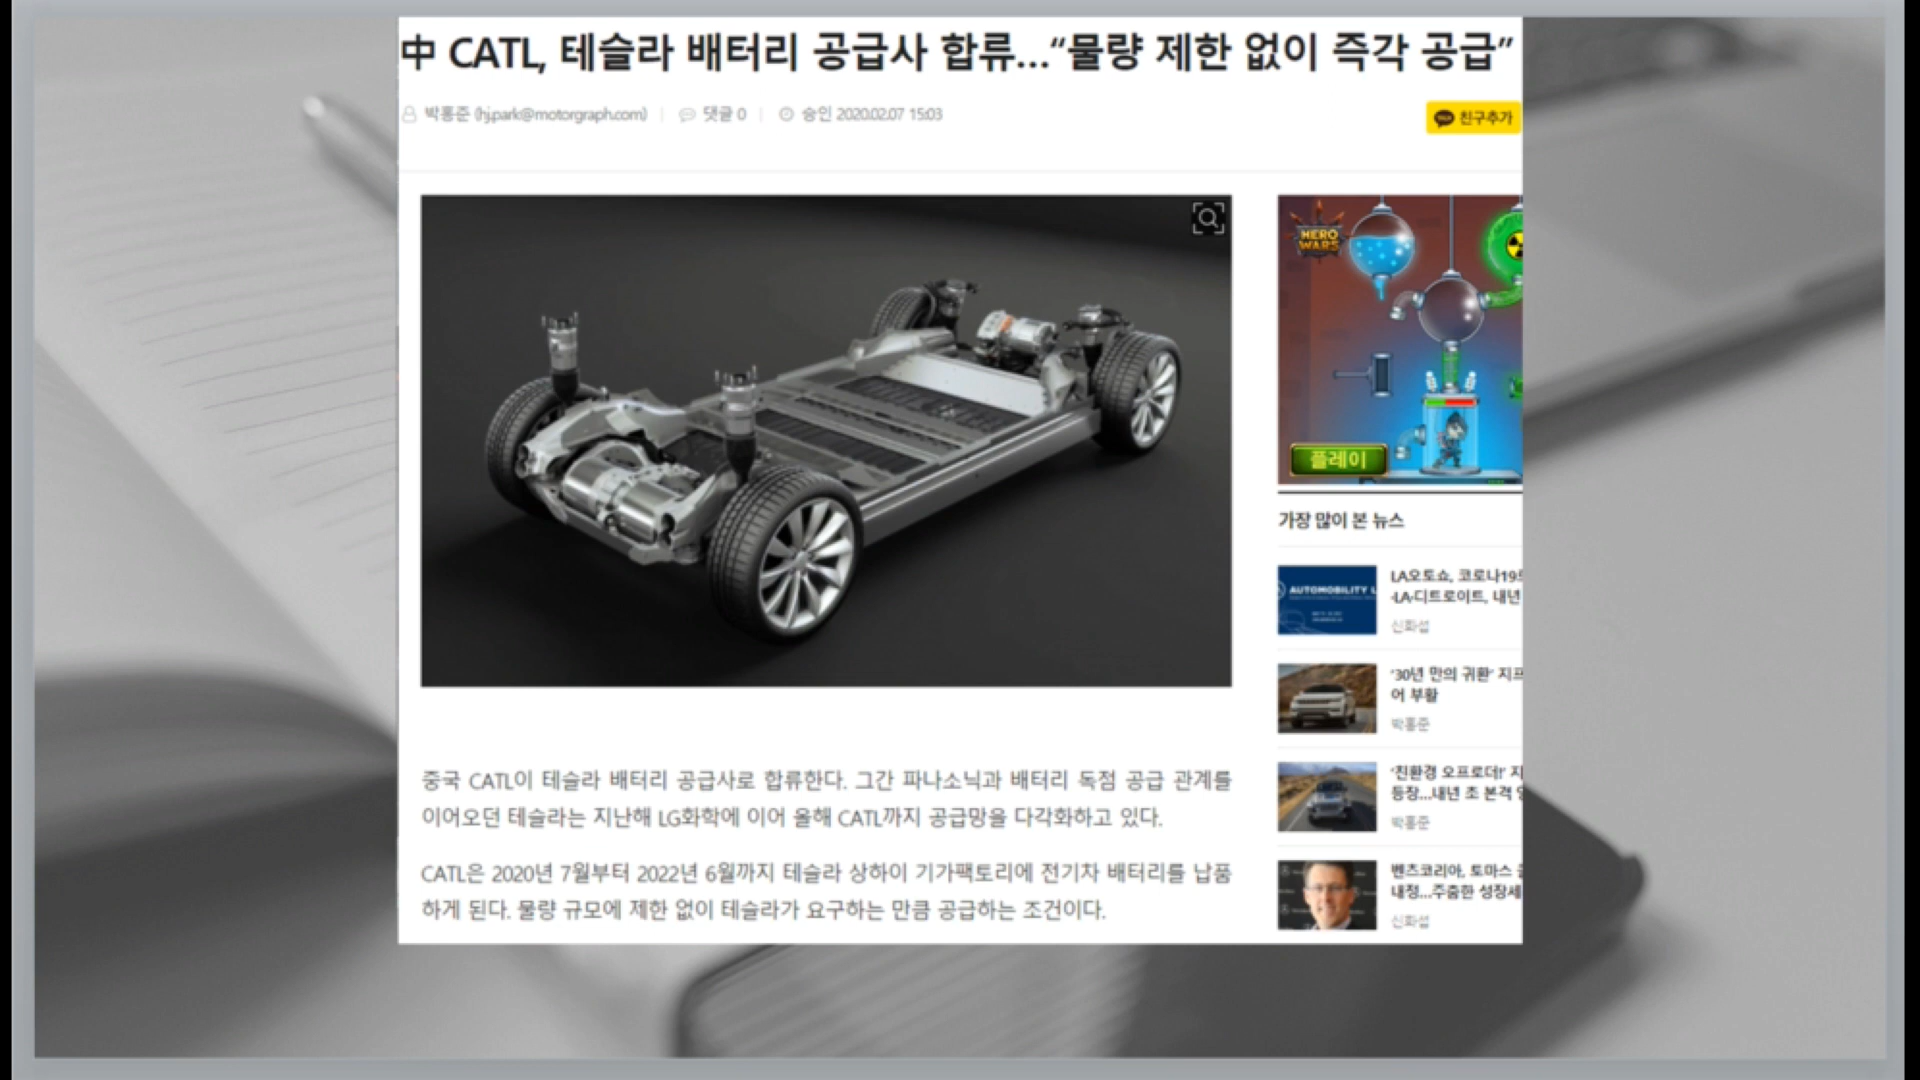 中 CATL, 테슬라 배터리 공급사 합류...“물량 제한 없이 즉각 공급”
박홍준 (hj.park@motorgraph.com) 댓글 0 승인 2020.02.07 15:03
친구추가
HERO WARS
플레이
가장 많이 본 뉴스
AUTOMOBILITY L
LA오토쇼, 코로나19
·LA·디트로이트, 내년
신화섭
‘30년 만의 귀환’ 지프
어 부활
박홍준
‘친환경 오프로더!’ 지
등장...내년 초 본격
박홍준
벤츠코리아, 토마스
내정...주춤한 성장세
신화섭
중국 CATL이 테슬라 배터리 공급사로 합류한다. 그간 파나소닉과 배터리 독점 공급 관계를
이어오던 테슬라는 지난해 LG화학에 이어 올해 CATL까지 공급망을 다각화하고 있다.
CATL은 2020년 7월부터 2022년 6월까지 테슬라 상하이 기가팩토리에 전기차 배터리를 납품
하게 된다. 물량 규모에 제한 없이 테슬라가 요구하는 만큼 공급하는 조건이다.